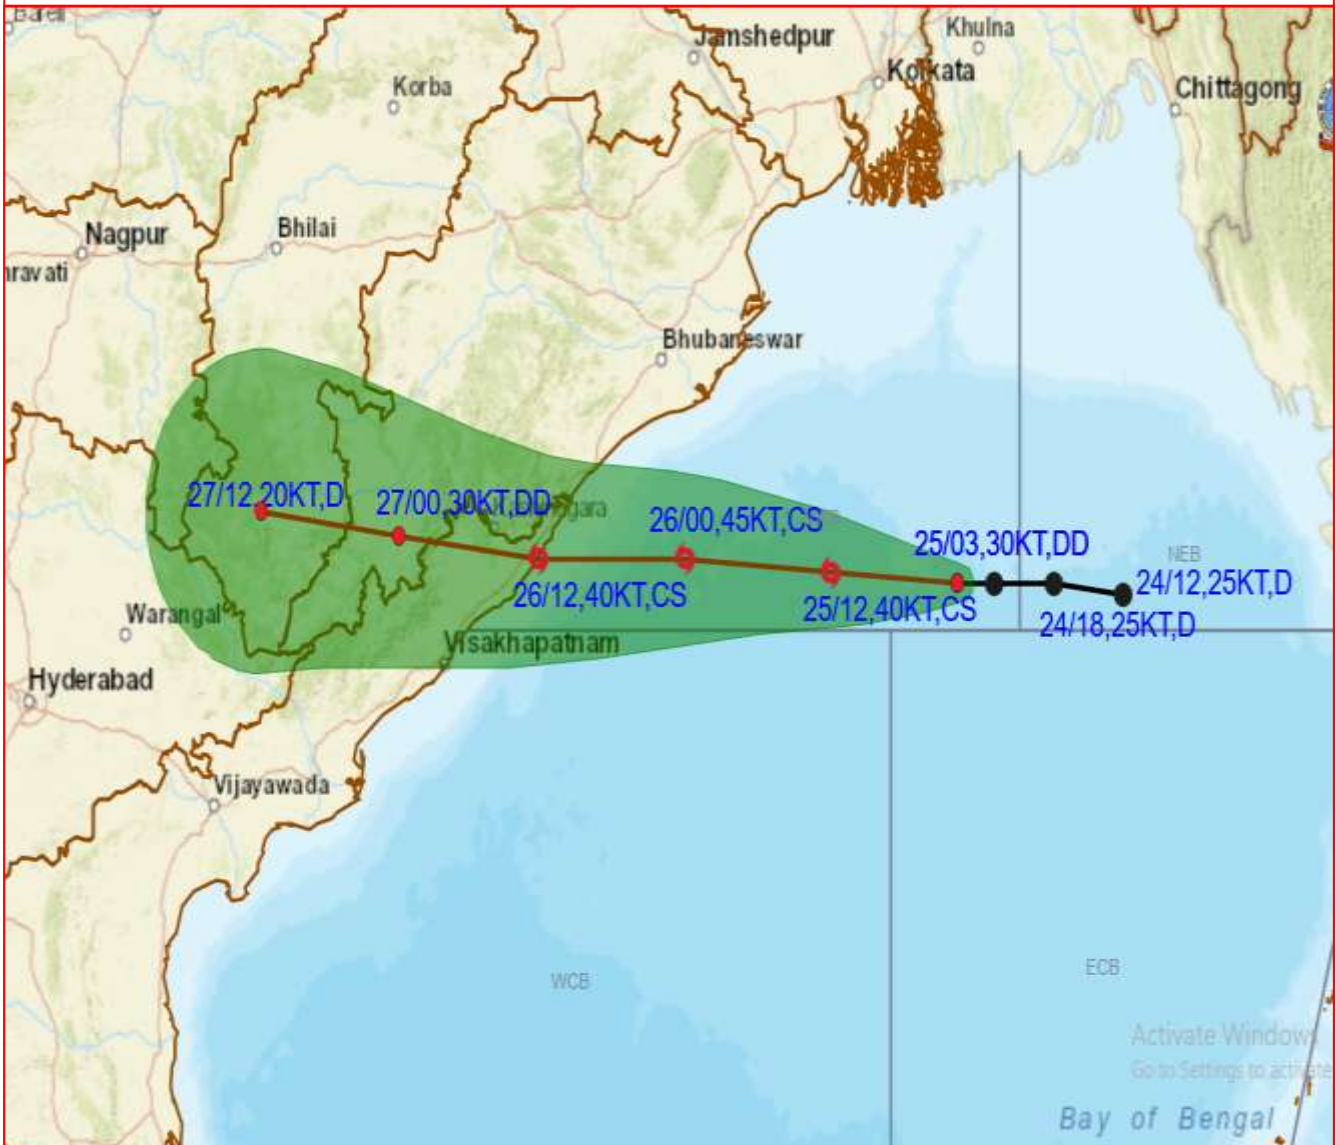 Bareli
Jamshedpur
Khulna
Kolkata
Korba
Chittagong
Nagpur
Bhilai
nravati
Bhubaneswar
27/12,20KT,D
27/00,30KT,DD
26/00,45KT,CS
25/03,30KT,DD
NEB
24/12,25KT,D
26/12,40KT,CS
25/12,40KT,CS
24/18,25KT,D
Warangal
Visakhapatnam
Hyderabad
Vijayawada
WCB
ECB
Activate Windows
Go to Settings to activate
Bay of Bengal